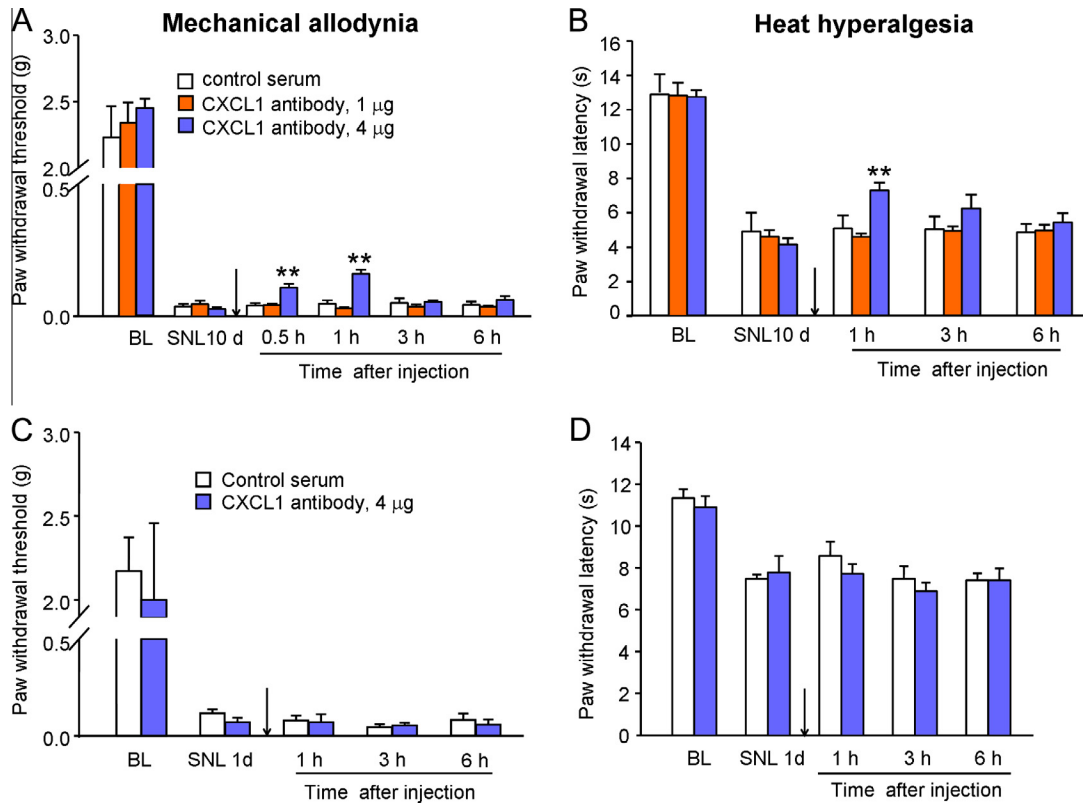 A
Mechanical allodynia
Paw withdrawal threshold (g)
3.0
2.5
2.0
0.5
0.0
control serum
CXCL1 antibody, 1 μg
CXCL1 antibody, 4 μg
**
**
BL
SNL10 d
0.5 h
1 h
3 h
6 h
Time after injection
B
Heat hyperalgesia
Paw withdrawal latency (s)
16
14
12
10
8
6
4
2
0
**
BL
SNL10 d
1 h
3 h
6 h
Time after injection
C
Paw withdrawal threshold (g)
3.0
2.5
2.0
0.5
0.0
Control serum
CXCL1 antibody, 4 μg
BL
SNL 1d
1 h
3 h
6 h
Time after injection
D
Paw withdrawal latency (s)
14
12
10
8
6
4
2
0
BL
SNL 1d
1 h
3 h
6 h
Time after injection